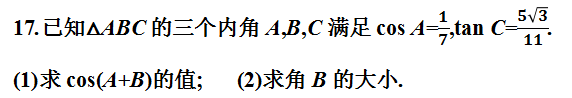 17.已知△ABC的三个内角A,B,C满足cos A=1/7,tan C=5√3/11.
(1)求cos(A+B)的值; (2)求角B的大小.